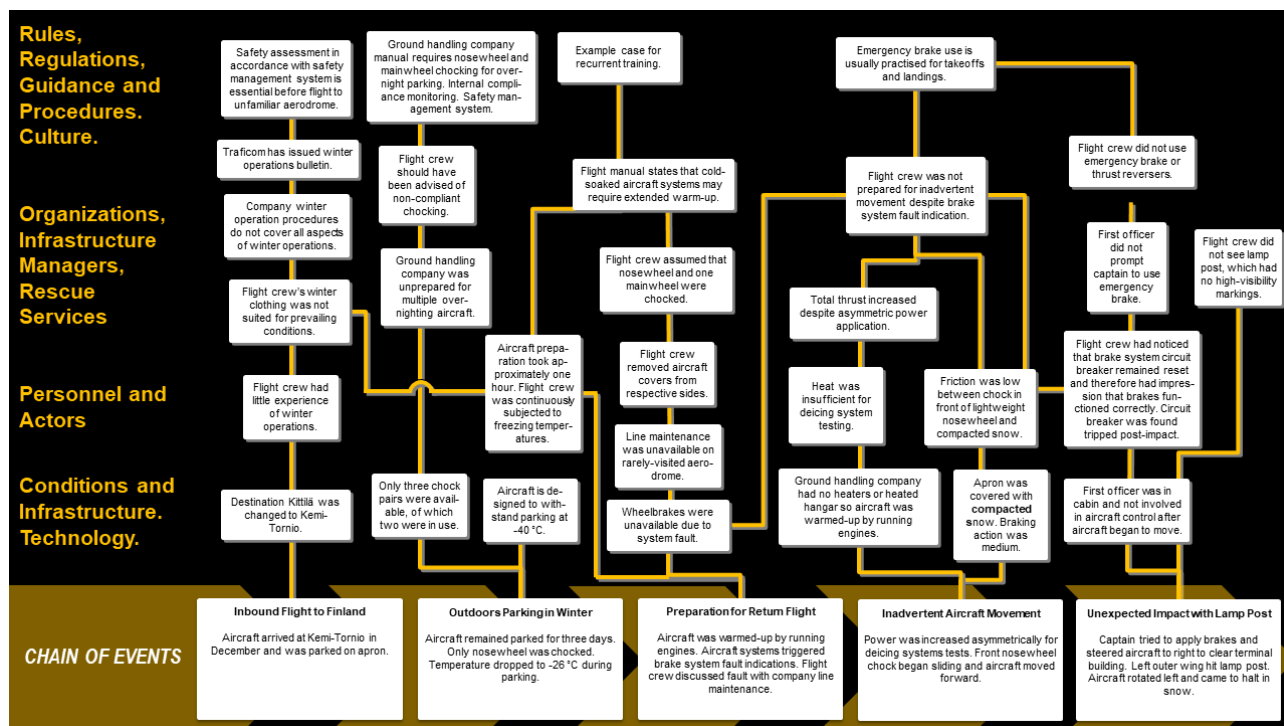 Rules,
Regulations,
Guidance and
Procedures.
Culture.
Organizations,
Infrastructure
Managers,
Rescue
Services
Personnel and
Actors
Conditions and
Infrastructure.
Technology.
Safety assessment in
accordance with safety
management system is
essential before flight to
unfamiliar aerodrome.
Traficom has issued winter
operations bulletin.
Company winter
operation procedures
do not cover all aspects
of winter operations.
Flight crew's winter
clothing was not
suited for prevailing
conditions.
Flight crew had
little experience
of winter
operations.
Destination Kittilä was
changed to Kemi-
Tornio.
Ground handling company
manual requires nosewheel and
mainwheel chocking for over-
night parking. Internal compli-
ance monitoring. Safety man-
agement system.
Flight crew
should have
been advised of
non-compliant
chocking.
Ground handling
company was
unprepared for
multiple over-
nighting aircraft.
Only three chock
pairs were avail-
able, of which
two were in use.
Aircraft is de-
signed to with-
stand parking at
-40 °C.
Example case for
recurrent training.
Flight manual states that cold-
soaked aircraft systems may
require extended warm-up.
Aircraft prepa-
ration took ap-
proximately one
hour. Flight crew
was continuously
subjected to
freezing temper-
atures.
Flight crew assumed that
nosewheel and one
mainwheel were
chocked.
Flight crew
removed aircraft
covers from
respective sides.
Line maintenance
was unavailable on
rarely-visited aero-
drome.
Wheelbrakes were
unavailable due to
system fault.
Emergency brake use is
usually practised for takeoffs
and landings.
Flight crew was not
prepared for inadvertent
movement despite brake
system fault indication.
Total thrust increased
despite asymmetric power
application.
Heat was
insufficient for
deicing system
testing.
Ground handling company
had no heaters or heated
hangar so aircraft was
warmed-up by running
engines.
Friction was low
between chock in
front of lightweight
nosewheel and
compacted snow.
Apron was
covered with
compacted
snow. Braking
action was
medium.
Flight crew did not use
emergency brake or
thrust reversers.
First officer
did not
prompt
captain to use
emergency
brake.
Flight crew did
not see lamp
post, which had
no high-visibility
markings.
Flight crew had noticed
that brake system circuit
breaker remained reset
and therefore had impres-
sion that brakes func-
tioned correctly. Circuit
breaker was found
tripped post-impact.
First officer was in
cabin and not involved
in aircraft control after
aircraft began to move.
CHAIN OF EVENTS
Inbound Flight to Finland
Aircraft arrived at Kemi-Tornio in
December and was parked on apron.
Outdoors Parking in Winter
Aircraft remained parked for three days.
Only nosewheel was chocked.
Temperature dropped to -26 °C during
parking.
Preparation for Return Flight
Aircraft was warmed-up by running
engines. Aircraft systems triggered
brake system fault indications. Flight
crew discussed fault with company line
maintenance.
Inadvertent Aircraft Movement
Power was increased asymmetrically for
deicing systems tests. Front nosewheel
chock began sliding and aircraft moved
forward.
Unexpected Impact with Lamp Post
Captain tried to apply brakes and
steered aircraft to right to clear terminal
building. Left outer wing hit lamp post.
Aircraft rotated left and came to halt in
snow.